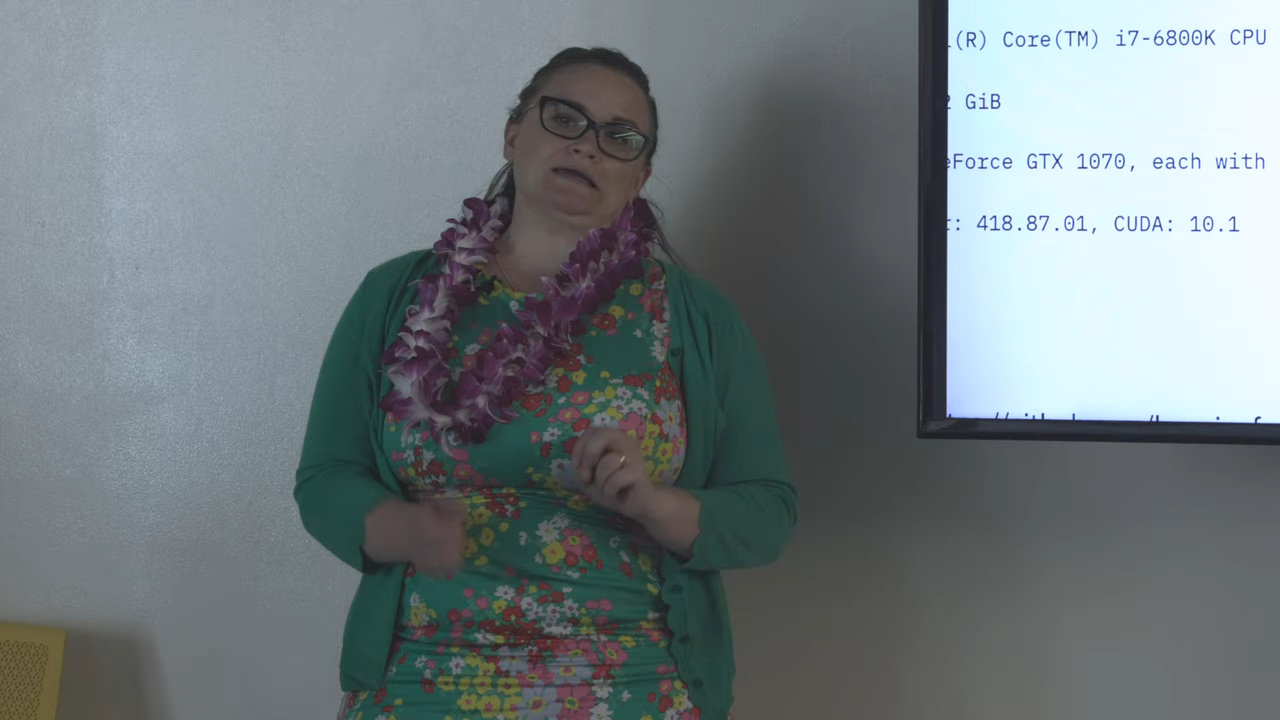 (R) Core(TM) i7-6800K CPU
GiB
eForce GTX 1070, each with
: 418.87.01, CUDA: 10.1